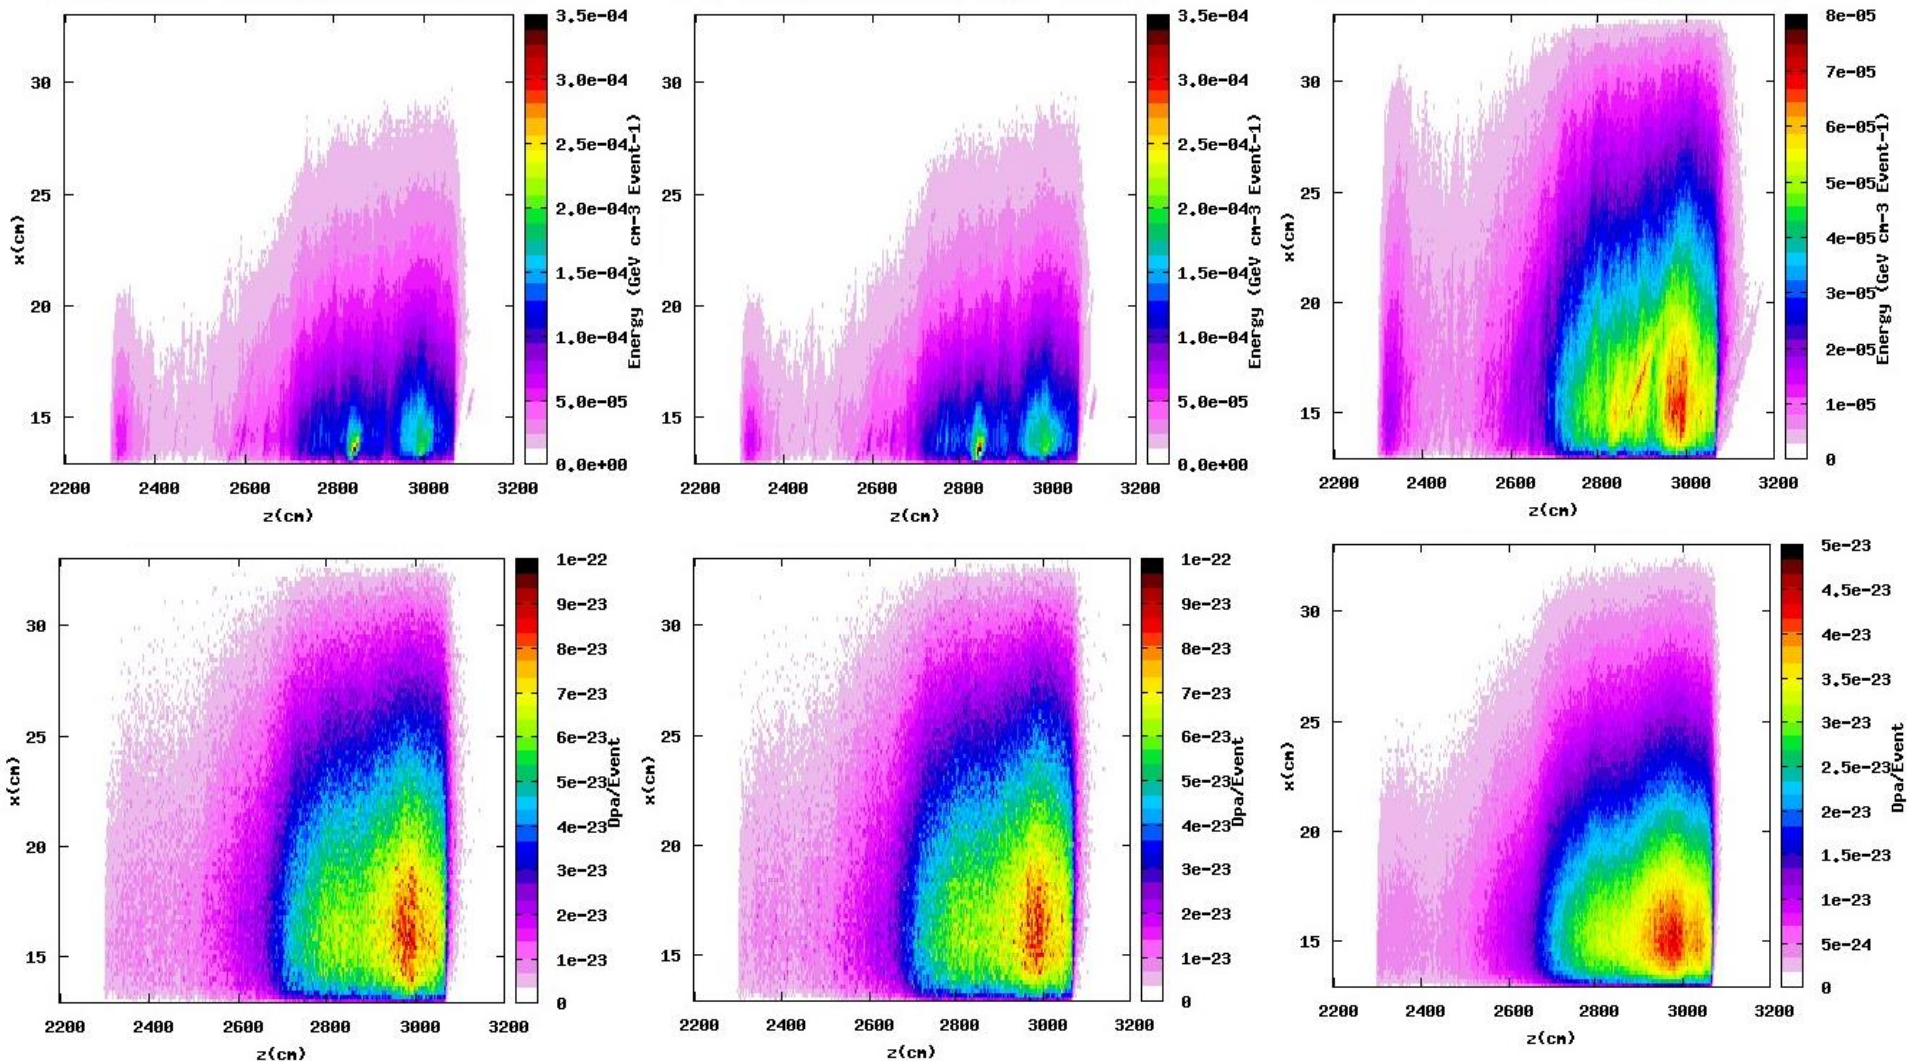 3.5e-04
3.0e-04
2.5e-04
2.0e-04
1.5e-04
1.0e-04
5.0e-05
0.0e+00
Energy (GeV cm-3 Event-1)
30
25
20
15
x(cm)
2200 2400 2600 2800 3000 3200
z(cm)
3.5e-04
3.0e-04
2.5e-04
2.0e-04
1.5e-04
1.0e-04
5.0e-05
0.0e+00
Energy (GeV cm-3 Event-1)
30
25
20
15
x(cm)
2200 2400 2600 2800 3000 3200
z(cm)
8e-05
7e-05
6e-05
5e-05
4e-05
3e-05
2e-05
1e-05
0
Energy (GeV cm-3 Event-1)
30
25
20
15
x(cm)
2200 2400 2600 2800 3000 3200
z(cm)
1e-22
9e-23
8e-23
7e-23
6e-23
5e-23
4e-23
3e-23
2e-23
1e-23
0
Dpa/Event
30
25
20
15
x(cm)
2200 2400 2600 2800 3000 3200
z(cm)
1e-22
9e-23
8e-23
7e-23
6e-23
5e-23
4e-23
3e-23
2e-23
1e-23
0
Dpa/Event
30
25
20
15
x(cm)
2200 2400 2600 2800 3000 3200
z(cm)
5e-23
4.5e-23
4e-23
3.5e-23
3e-23
2.5e-23
2e-23
1.5e-23
1e-23
5e-24
0
Dpa/Event
30
25
20
15
x(cm)
2200 2400 2600 2800 3000 3200
z(cm)